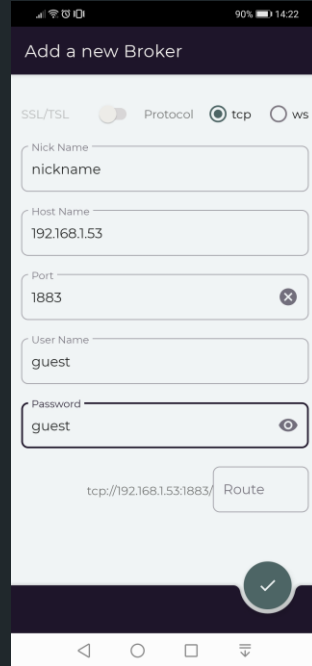 90% 14:22
Add a new Broker
SSL/TSL Protocol tcp ws
Nick Name
nickname
Host Name
192.168.1.53
Port
1883
User Name
guest
Password
guest
tcp://192.168.1.53:1883/ Route